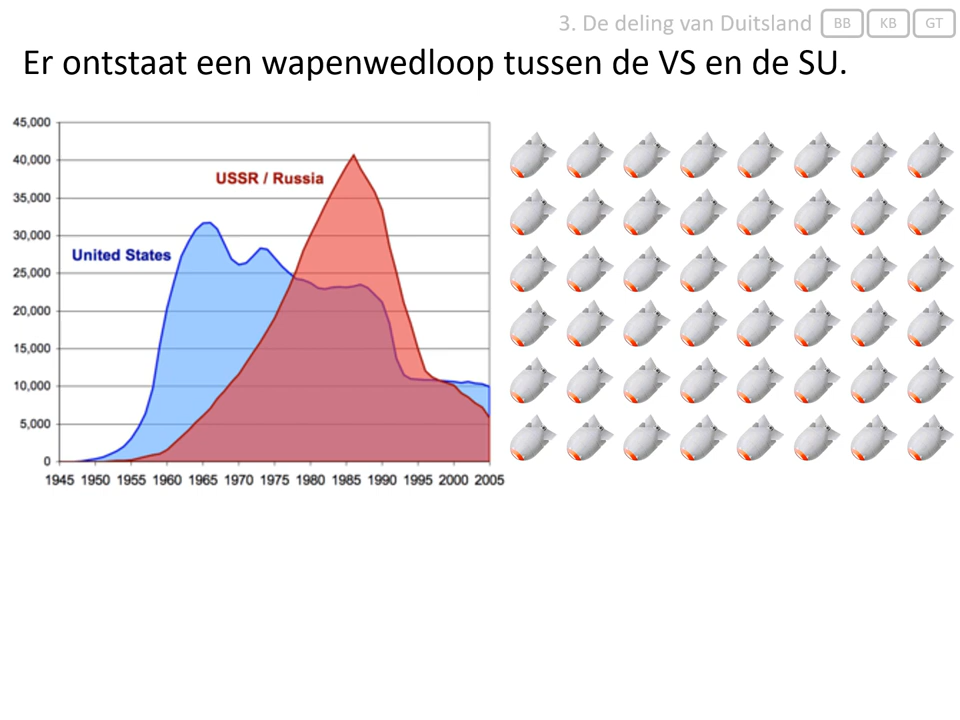 3. De deling van Duitsland BB KB GT
Er ontstaat een wapenwedloop tussen de VS en de SU.
45,000
40,000
USSR / Russia
35,000
30,000
United States
25,000
20,000
15,000
10,000
5,000
0
1945 1950 1955 1960 1965 1970 1975 1980 1985 1990 1995 2000 2005